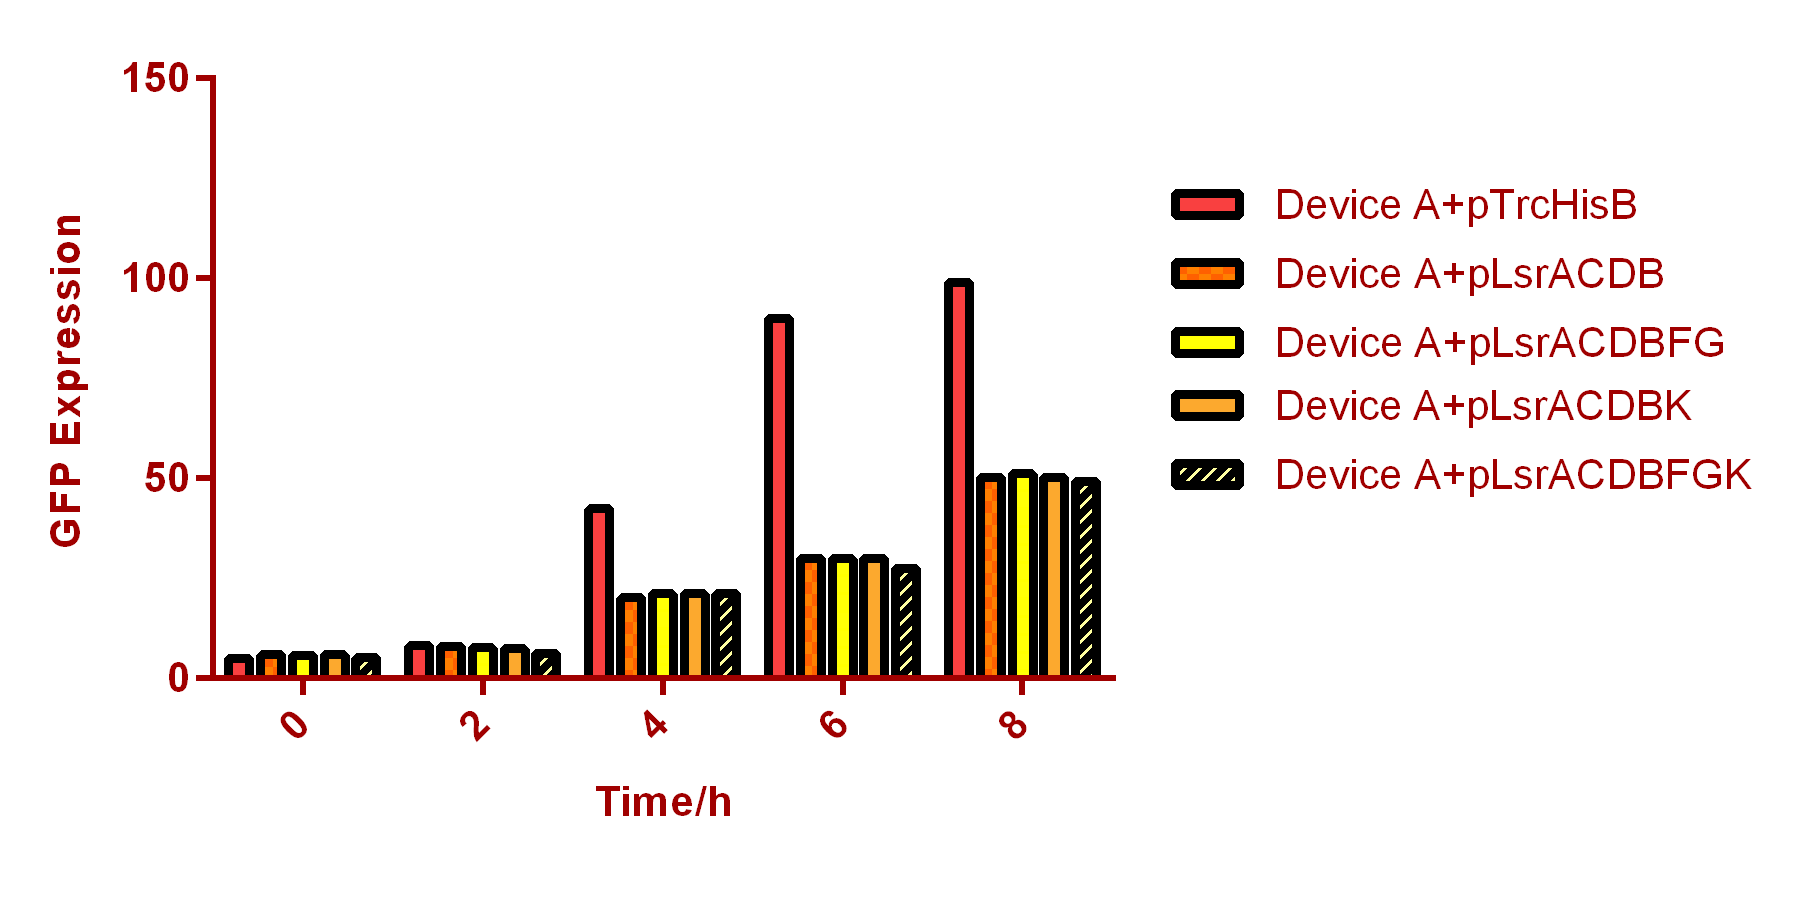 150
100
50
0
GFP Expression
0
2
4
6
8
Time/h
Device A+pTrcHisB
Device A+pLsrACDB
Device A+pLsrACDBFG
Device A+pLsrACDBK
Device A+pLsrACDBFGK